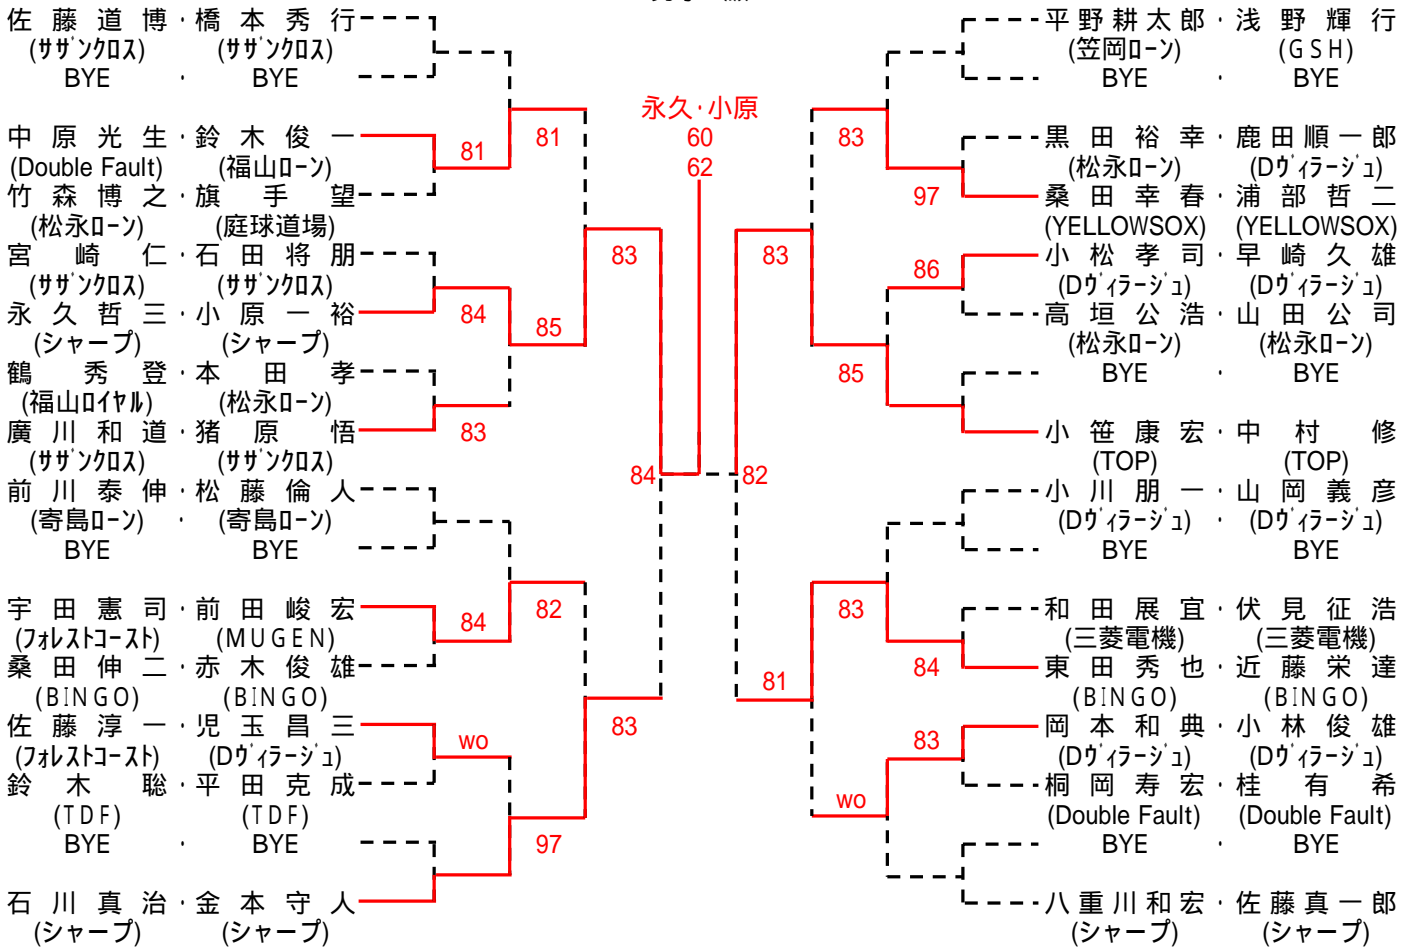 佐藤道博・橋本秀行
(サザンクロス) (サザンクロス)
BYE ・ BYE
中原光生・鈴木俊一
(Double Fault) (福山ローン)
竹森博之・旗手望
(松永ローン) (庭球道場)
宮崎仁・石田将朋
(サザンクロス) (サザンクロス)
永久哲三・小原一裕
(シャープ) (シャープ)
鶴秀登・本田孝
(福山ロイヤル) (松永ローン)
廣川和道・猪原悟
(サザンクロス) (サザンクロス)
前川泰伸・松藤倫人
(寄島ローン) ・ (寄島ローン)
BYE BYE
宇田憲司・前田峻宏
(フォレストコースト) (MUGEN)
桑田伸二・赤木俊雄
(BINGO) (BINGO)
佐藤淳一・児玉昌三
(フォレストコースト) (Dヴィラージュ)
鈴木聡・平田克成
(TDF) (TDF)
BYE ・ BYE
石川真治・金本守人
(シャープ) (シャープ)
81
84
83
84
wo
81
85
82
97
83
83
84
永久・小原
60
62
82
83
81
83
85
83
wo
97
86
84
83
平野耕太郎・浅野輝行
(笠岡ローン) (GSH)
BYE ・ BYE
黒田裕幸・鹿田順一郎
(松永ローン) (Dヴィラージュ)
桑田幸春・浦部哲二
(YELLOWSOX) (YELLOWSOX)
小松孝司・早崎久雄
(Dヴィラージュ) (Dヴィラージュ)
高垣公浩・山田公司
(松永ローン) (松永ローン)
BYE ・ BYE
小笹康宏・中村修
(TOP) (TOP)
小川朋一・山岡義彦
(Dヴィラージュ) ・ (Dヴィラージュ)
BYE BYE
和田展宜・伏見征浩
(三菱電機) (三菱電機)
東田秀也・近藤栄達
(BINGO) (BINGO)
岡本和典・小林俊雄
(Dヴィラージュ) (Dヴィラージュ)
桐岡寿宏・桂有希
(Double Fault) (Double Fault)
BYE ・ BYE
八重川和宏・佐藤真一郎
(シャープ) (シャープ)